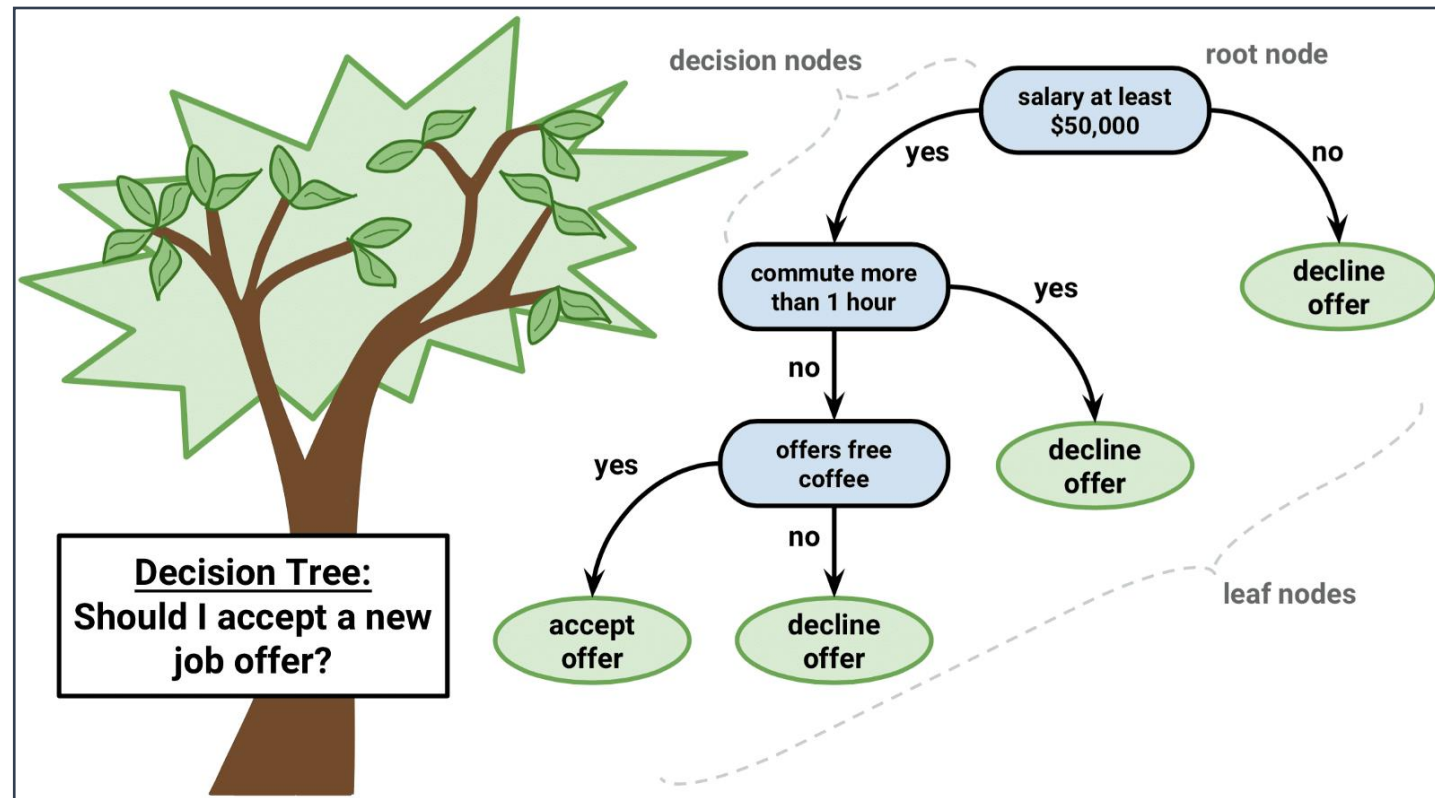 decision nodes
root node
salary at least
$50,000
yes
no
commute more
than 1 hour
decline
offer
yes
no
offers free
coffee
decline
offer
yes
no
leaf nodes
accept
offer
decline
offer
Decision Tree:
Should I accept a new
job offer?